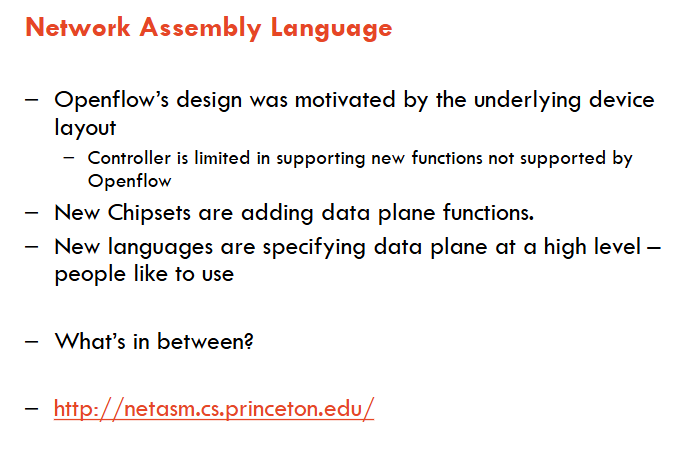 Network Assembly Language
– Openflow's design was motivated by the underlying device
layout
– Controller is limited in supporting new functions not supported by
Openflow
– New Chipsets are adding data plane functions.
– New languages are specifying data plane at a high level –
people like to use
– What's in between?
– http://netasm.cs.princeton.edu/